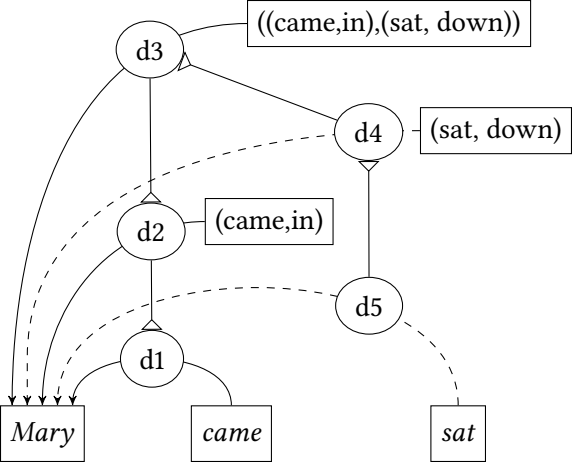 ((came,in),(sat, down))
d3
d4
(sat, down)
d2
(came,in)
d5
d1
Mary
came
sat